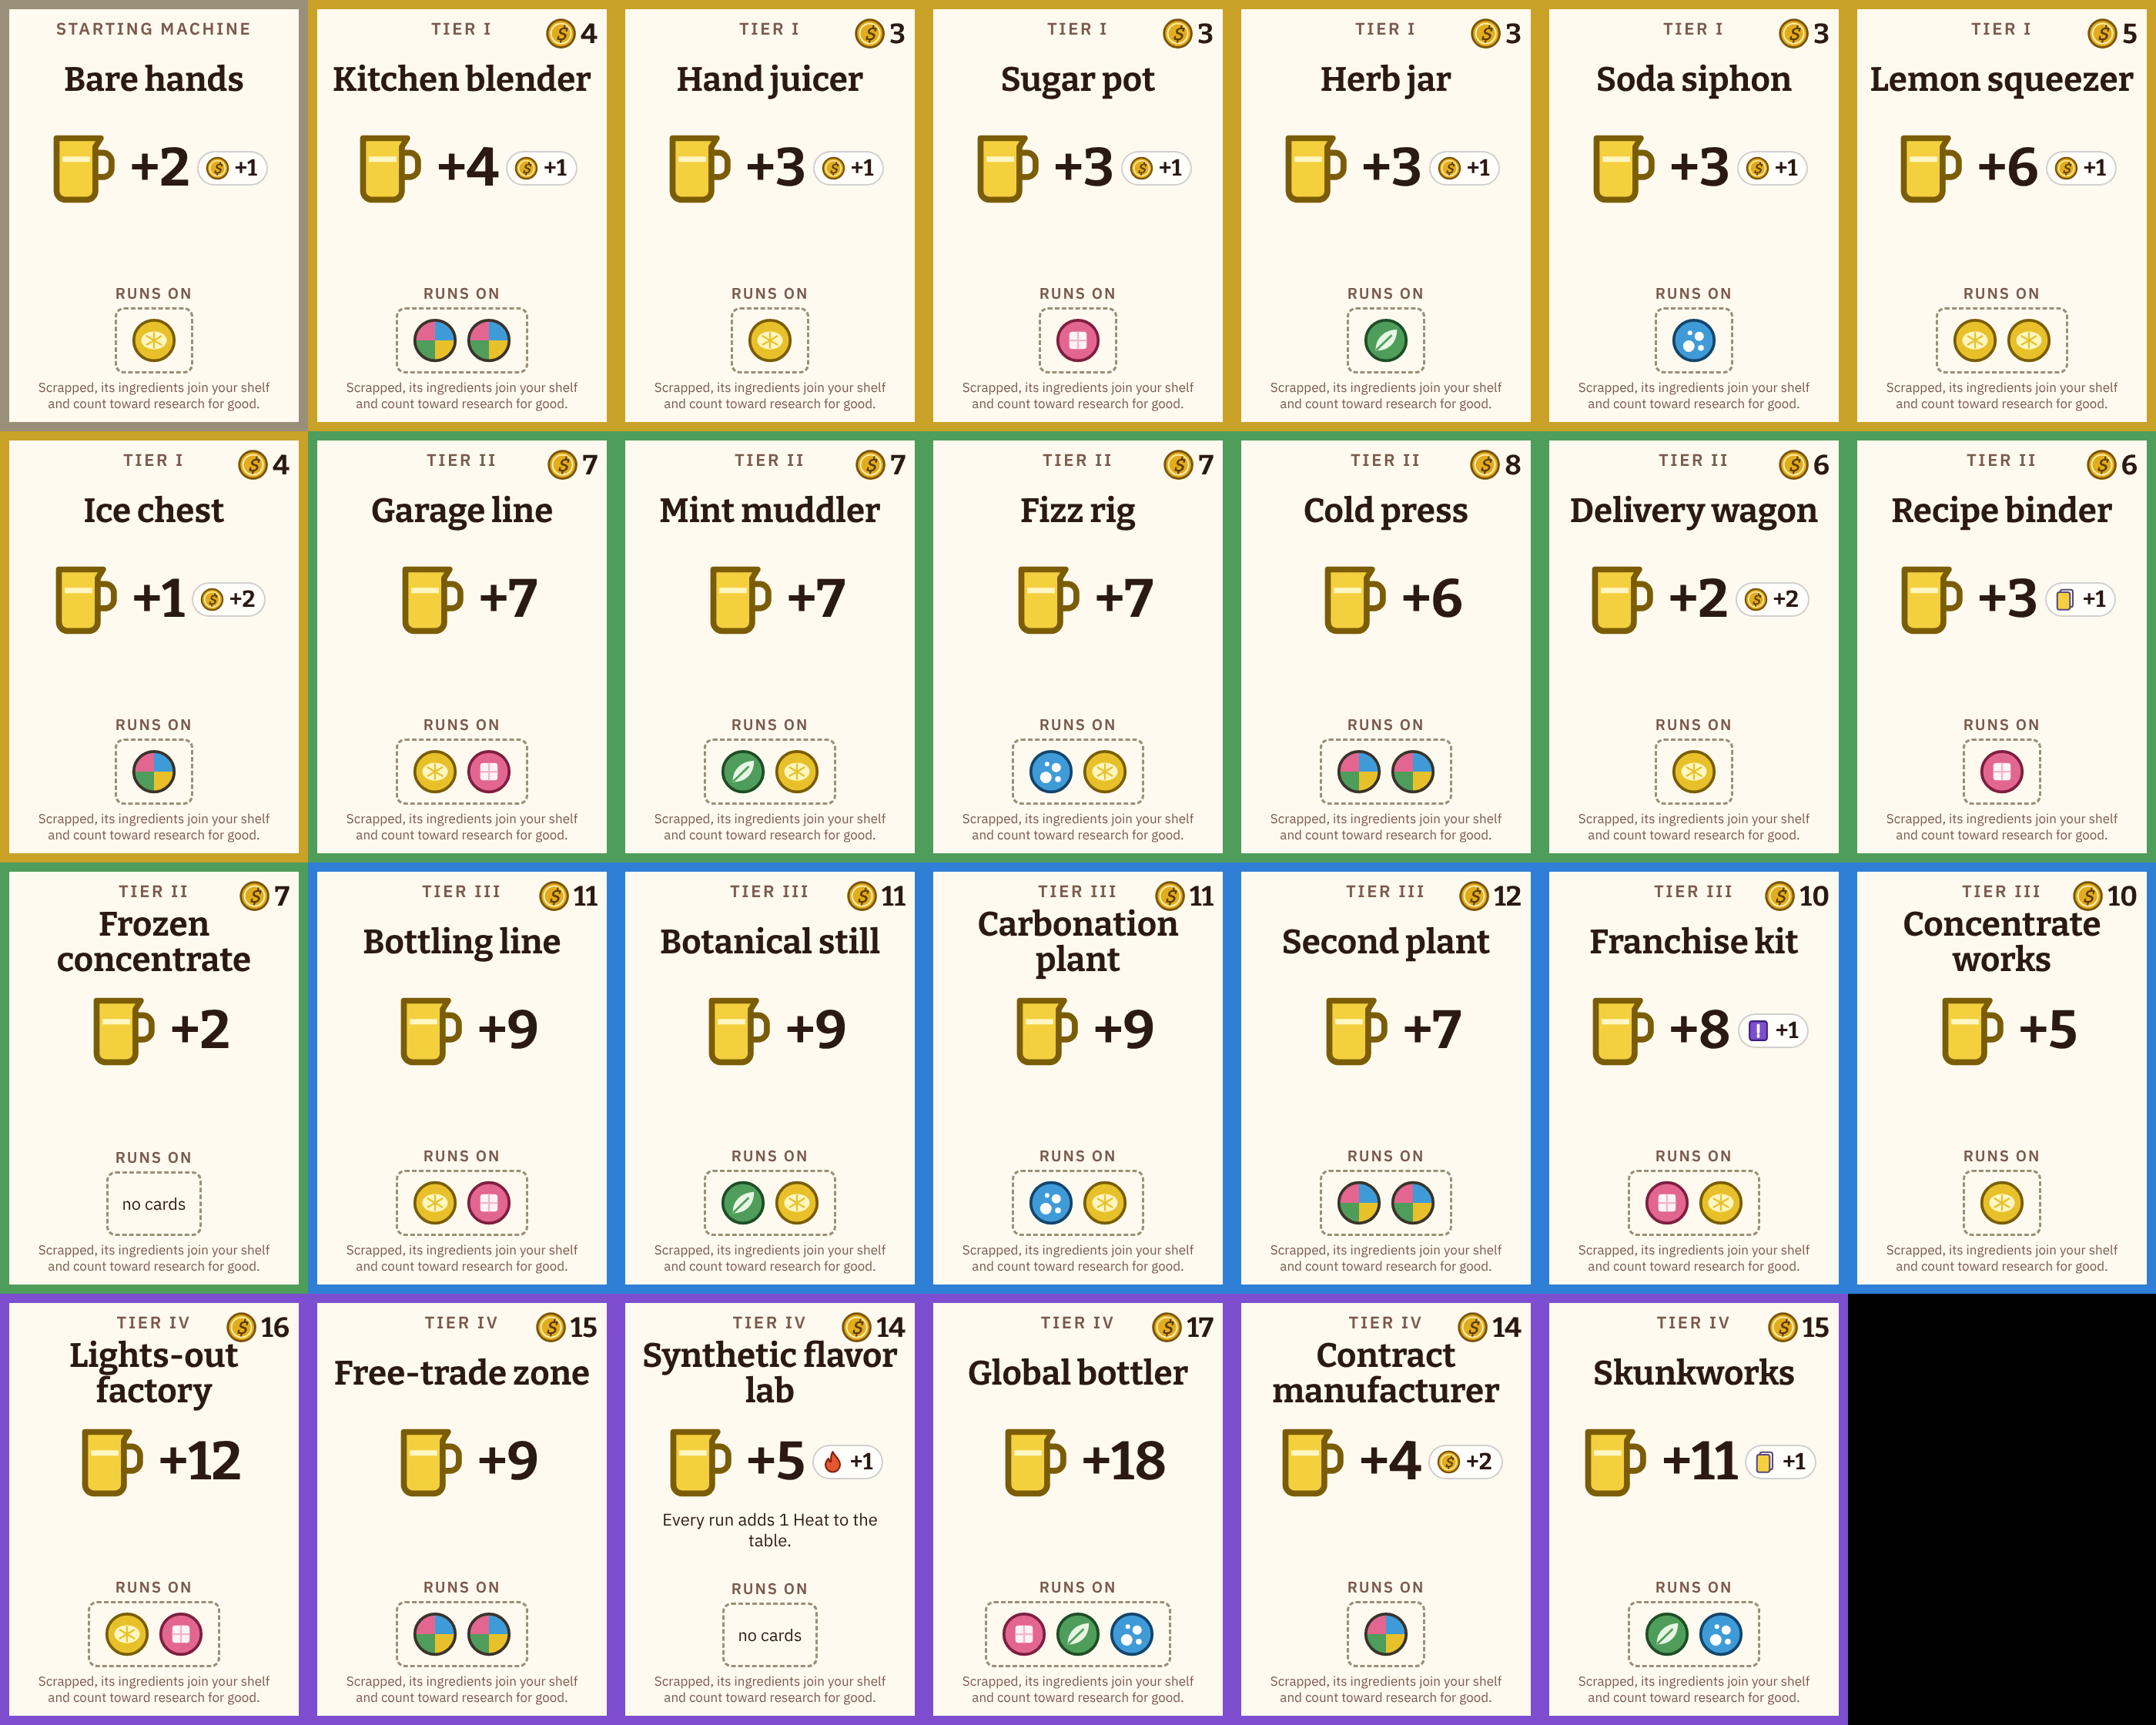 STARTING MACHINE
Bare hands
+2 $ +1
RUNS ON
Scrapped, its ingredients join your shelf
and count toward research for good.
TIER I $ 4
Kitchen blender
+4 $ +1
RUNS ON
Scrapped, its ingredients join your shelf
and count toward research for good.
TIER I $ 3
Hand juicer
+3 $ +1
RUNS ON
Scrapped, its ingredients join your shelf
and count toward research for good.
TIER I $ 3
Sugar pot
+3 $ +1
RUNS ON
Scrapped, its ingredients join your shelf
and count toward research for good.
TIER I $ 3
Herb jar
+3 $ +1
RUNS ON
Scrapped, its ingredients join your shelf
and count toward research for good.
TIER I $ 3
Soda siphon
+3 $ +1
RUNS ON
Scrapped, its ingredients join your shelf
and count toward research for good.
TIER I $ 5
Lemon squeezer
+6 $ +1
RUNS ON
Scrapped, its ingredients join your shelf
and count toward research for good.
TIER I $ 4
Ice chest
+1 $ +2
RUNS ON
Scrapped, its ingredients join your shelf
and count toward research for good.
TIER II $ 7
Garage line
+7
RUNS ON
Scrapped, its ingredients join your shelf
and count toward research for good.
TIER II $ 7
Mint muddler
+7
RUNS ON
Scrapped, its ingredients join your shelf
and count toward research for good.
TIER II $ 7
Fizz rig
+7
RUNS ON
Scrapped, its ingredients join your shelf
and count toward research for good.
TIER II $ 8
Cold press
+6
RUNS ON
Scrapped, its ingredients join your shelf
and count toward research for good.
TIER II $ 6
Delivery wagon
+2 $ +2
RUNS ON
Scrapped, its ingredients join your shelf
and count toward research for good.
TIER II $ 6
Recipe binder
+3 +1
RUNS ON
Scrapped, its ingredients join your shelf
and count toward research for good.
TIER II $ 7
Frozen
concentrate
+2
RUNS ON
no cards
Scrapped, its ingredients join your shelf
and count toward research for good.
TIER III $ 11
Bottling line
+9
RUNS ON
Scrapped, its ingredients join your shelf
and count toward research for good.
TIER III $ 11
Botanical still
+9
RUNS ON
Scrapped, its ingredients join your shelf
and count toward research for good.
TIER III $ 11
Carbonation
plant
+9
RUNS ON
Scrapped, its ingredients join your shelf
and count toward research for good.
TIER III $ 12
Second plant
+7
RUNS ON
Scrapped, its ingredients join your shelf
and count toward research for good.
TIER III $ 10
Franchise kit
+8 ! +1
RUNS ON
Scrapped, its ingredients join your shelf
and count toward research for good.
TIER III $ 10
Concentrate
works
+5
RUNS ON
Scrapped, its ingredients join your shelf
and count toward research for good.
TIER IV $ 16
Lights-out
factory
+12
RUNS ON
Scrapped, its ingredients join your shelf
and count toward research for good.
TIER IV $ 15
Free-trade zone
+9
RUNS ON
Scrapped, its ingredients join your shelf
and count toward research for good.
TIER IV $ 14
Synthetic flavor
lab
+5 +1
Every run adds 1 Heat to the
table.
RUNS ON
no cards
Scrapped, its ingredients join your shelf
and count toward research for good.
TIER IV $ 17
Global bottler
+18
RUNS ON
Scrapped, its ingredients join your shelf
and count toward research for good.
TIER IV $ 14
Contract
manufacturer
+4 $ +2
RUNS ON
Scrapped, its ingredients join your shelf
and count toward research for good.
TIER IV $ 15
Skunkworks
+11 +1
RUNS ON
Scrapped, its ingredients join your shelf
and count toward research for good.